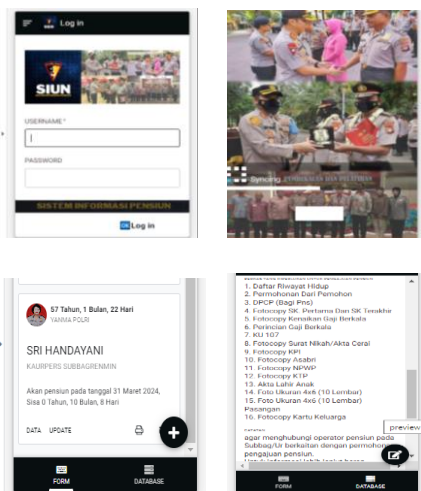 Log in
SIUN
USERNAME*
PASSWORD
SISTEM INFORMASI PENSIUN
Log in
Syncing
PEMBEKALAN DAN PELATIHAN
57 Tahun, 1 Bulan, 22 Hari
YANMA POLRI
SRI HANDAYANI
KAURPERS SUBBAGRENMIN
Akan pensiun pada tanggal 31 Maret 2024,
Sisa 0 Tahun, 10 Bulan, 8 Hari
DATA UPDATE
FORM
DATABASE
1. Daftar Riwayat Hidup
2. Permohonan Dari Pemohon
3. DPCP (Bagi Pns)
4. Fotocopy SK. Pertama Dan SK Terakhir
5. Fotocopy Kenaikan Gaji Berkala
6. Perincian Gaji Berkala
7. KU 107
8. Fotocopy Surat Nikah/Akta Cerai
9. Fotocopy KPI
10. Fotocopy Asabri
11. Fotocopy NPWP
12. Fotocopy KTP
13. Akta Lahir Anak
14. Foto Ukuran 4x6 (10 Lembar)
15. Foto Ukuran 4x6 (10 Lembar)
Pasangan
16. Fotocopy Kartu Keluarga
preview
agar menghubungi operator pensiun pada
Subbag/Ur berkaitan dengan permohonan
pengajuan pensiun.
FORM
DATABASE